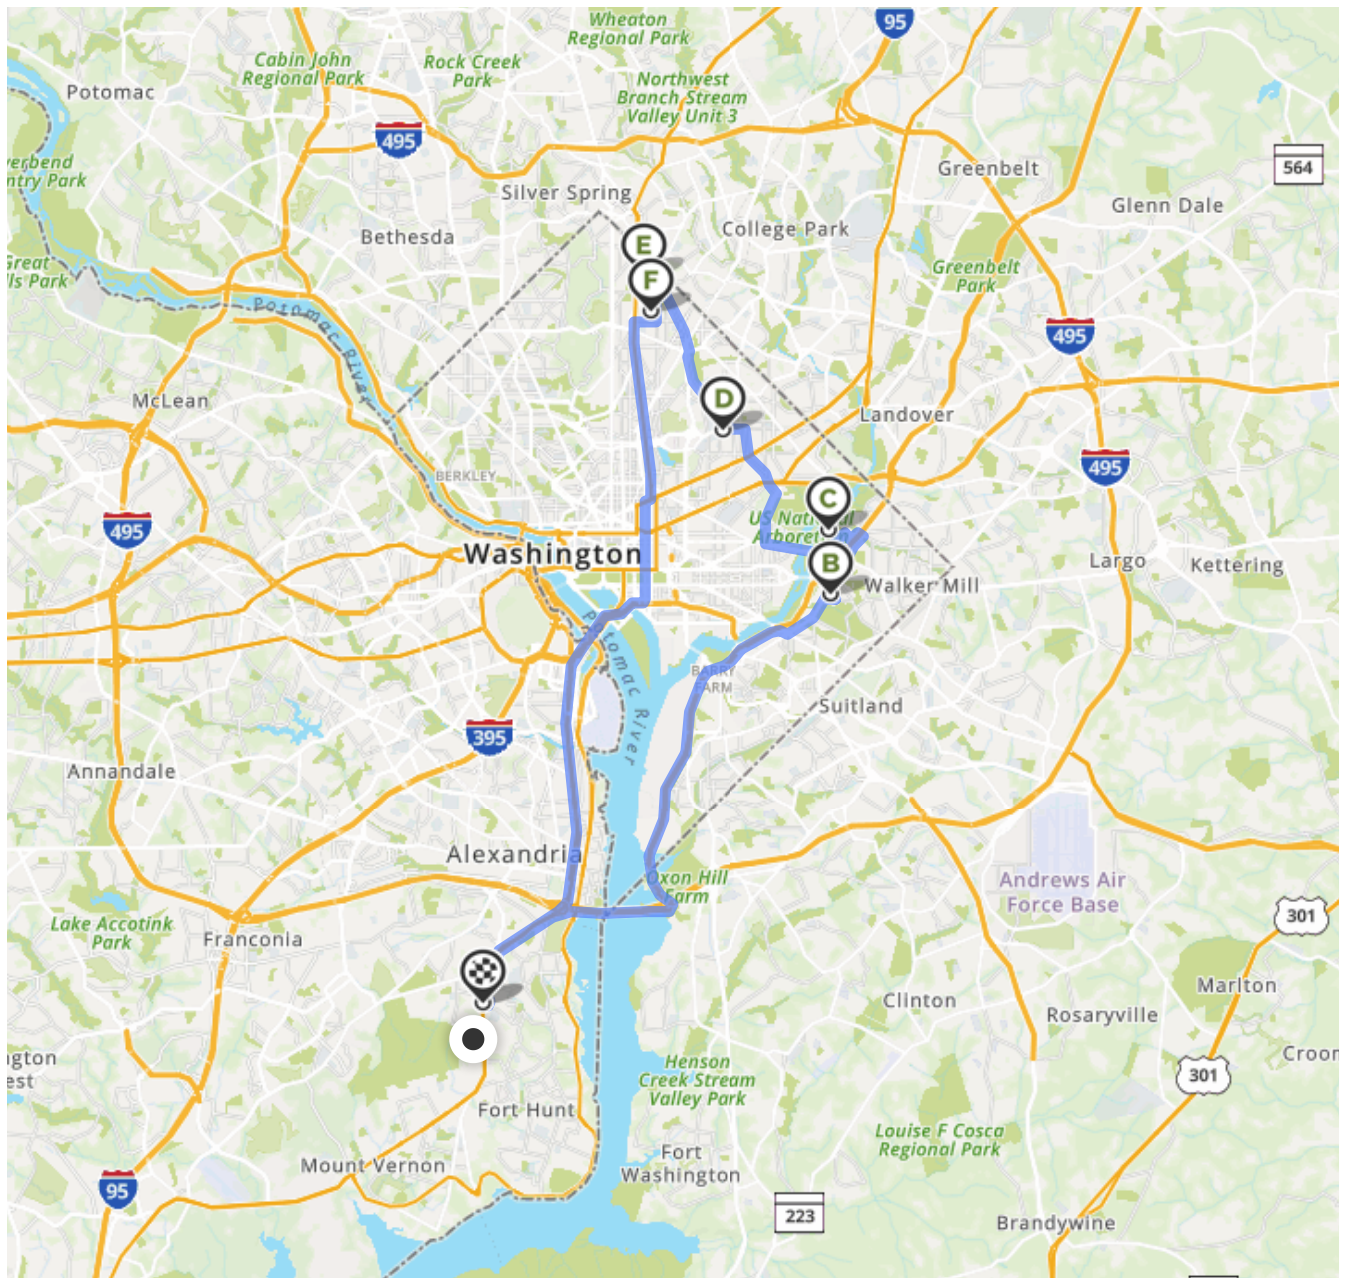 Wheaton
Regional Park
95
Cabin John
Regional Park
Rock Creek
Park
Potomac
Northwest
Branch Stream
Valley Unit 3
495
564
Greenbelt
Silver Spring
Glenn Dale
Bethesda
College Park
E
Greenbelt
Park
F
Potomac River
495
McLean
D
Landover
495
BERKLEY
C
495
US National
Arboretum
Washington
B
Largo
Kettering
Walker Mill
Potomac River
BARRY
FARM
Suitland
395
Annandale
Alexandria
Oxon Hill
Farm
Andrews Air
Force Base
301
Lake Accotink
Park
Franconia
Marlton
Clinton
Rosaryville
Henson
Creek Stream
Valley Park
301
Fort Hunt
Louise F Cosca
Regional Park
Mount Vernon
Fort
Washington
95
223
Brandywine